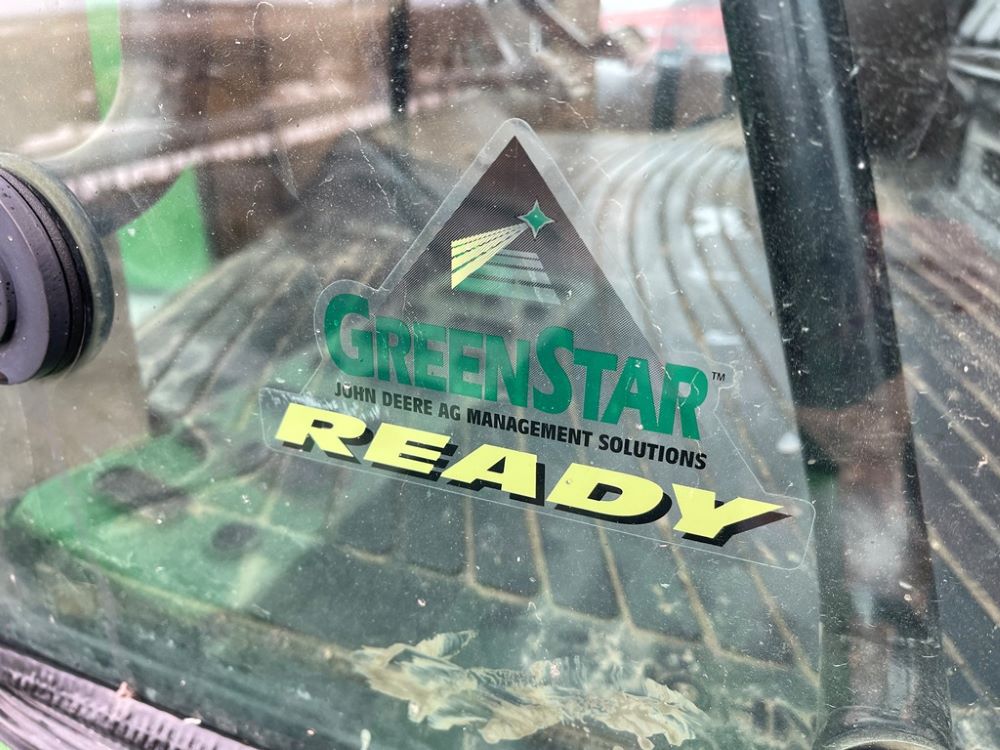 GREENSTAR™
JOHN DEERE AG MANAGEMENT SOLUTIONS
READY